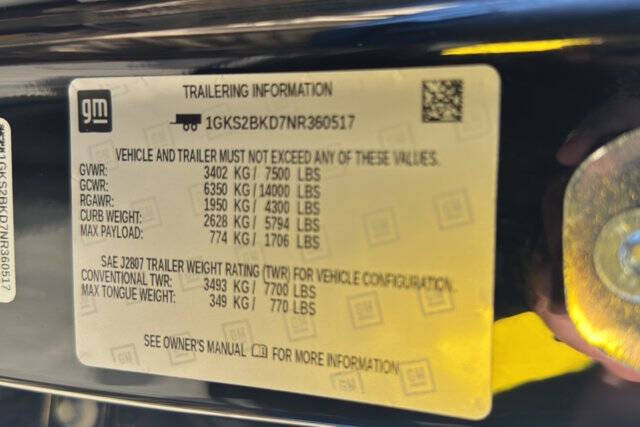 TRAILERING INFORMATION
gm
1GKS2BKD7NR360517
VEHICLE AND TRAILER MUST NOT EXCEED ANY OF THESE VALUES.
GVWR: 3402 KG/ 7500 LBS
GCWR: 6350 KG/ 14000 LBS
RGAWR: 1950 KG/ 4300 LBS
CURB WEIGHT: 2628 KG/ 5794 LBS
MAX PAYLOAD: 774 KG/ 1706 LBS
SAE J2807 TRAILER WEIGHT RATING (TWR) FOR VEHICLE CONFIGURATION.
CONVENTIONAL TWR: 3493 KG/ 7700 LBS
MAX TONGUE WEIGHT: 349 KG/ 770 LBS
SEE OWNER'S MANUAL FOR MORE INFORMATION
1GKS2BKD7NR360517